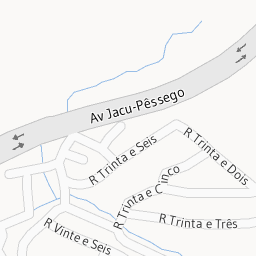 Av Jacu-Pêssego
R Trinta e Seis
R Trinta e Dois
R Trinta e Cinco
R Trinta e Três
R Vinte e Seis